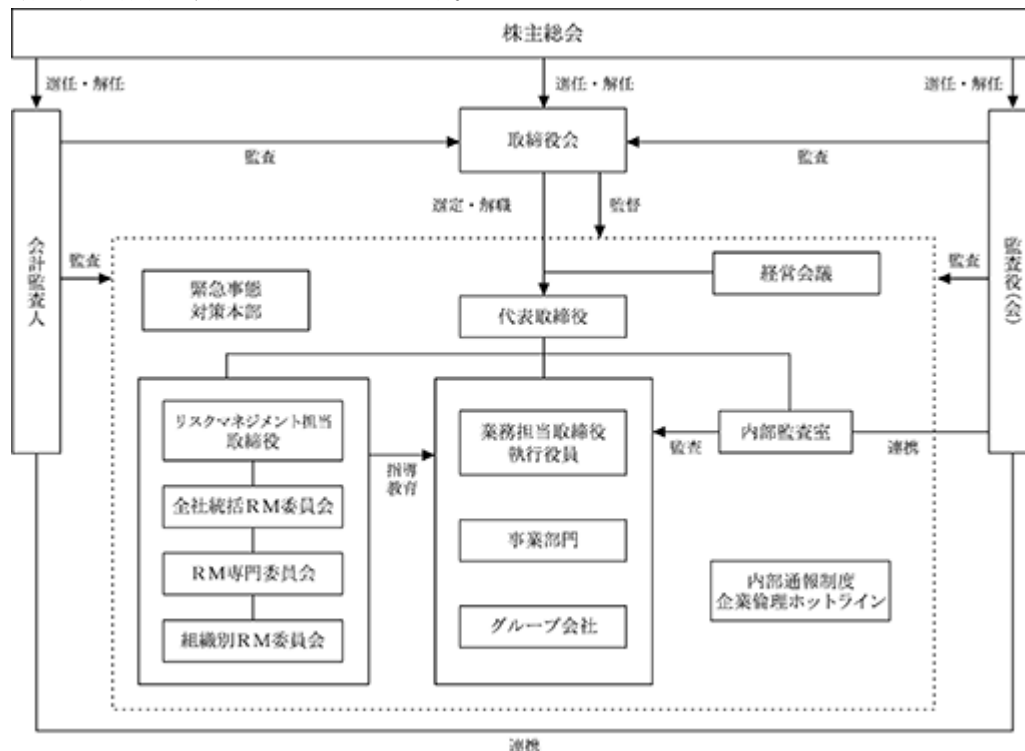 株主総会
選任・解任
選任・解任
選任・解任
取締役会
監査
監査
選定・解職
監督
会計監査人
監査役(会)
監査
監査
緊急事態
対策本部
経営会議
代表取締役
リスクマネジメント担当
取締役
業務担当取締役
執行役員
内部監査室
監査
連携
指導
教育
全社統括RM委員会
事業部門
RM専門委員会
内部通報制度
企業倫理ホットライン
グループ会社
組織別RM委員会
連携